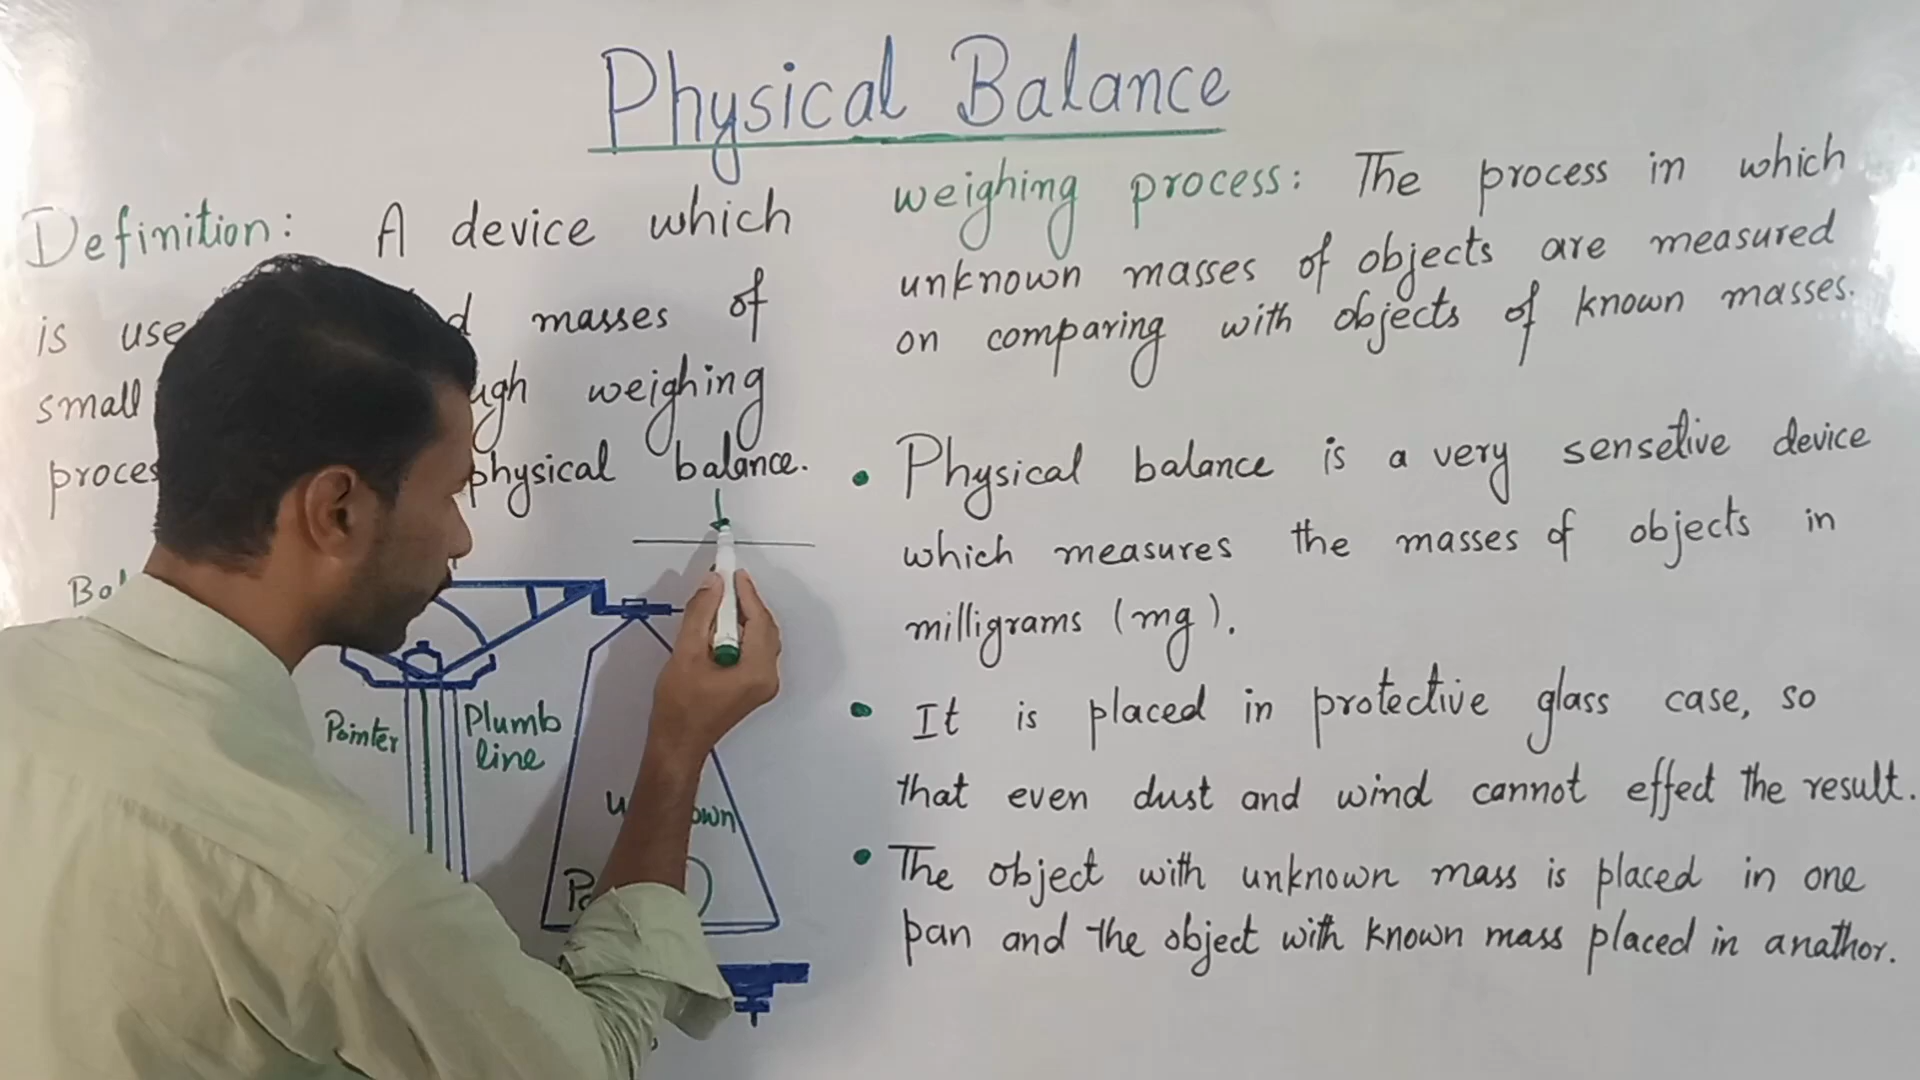 Physical Balance
Definition: A device which
is masses of
small weighing
physical balance.
weighing process: The process in which
unknown masses of objects are measured
on comparing with objects of known masses.
• Physical balance is a very sensetive device
which measures the masses of objects in
milligrams (mg).
• It is placed in protective glass case, so
that even dust and wind cannot effect the result.
• The object with unknown mass is placed in one
pan and the object with known mass placed in anathor.
Pointer
Plumb
line